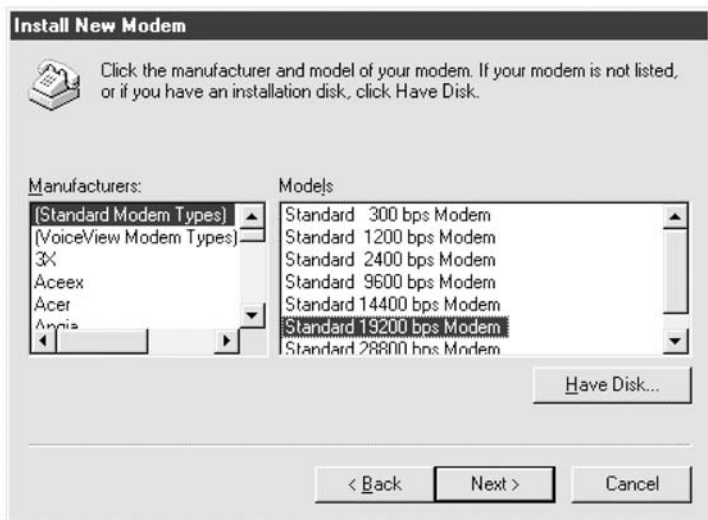 Install New Modem
Click the manufacturer and model of your modem. If your modem is not listed,
or if you have an installation disk, click Have Disk.
Manufacturers:
(Standard Modem Types)
(VoiceView Modem Types)
3X
Aceex
Acer
Angia
Models
Standard 300 bps Modem
Standard 1200 bps Modem
Standard 2400 bps Modem
Standard 9600 bps Modem
Standard 14400 bps Modem
Standard 19200 bps Modem
Standard 28800 bps Modem
Have Disk...
< Back
Next >
Cancel